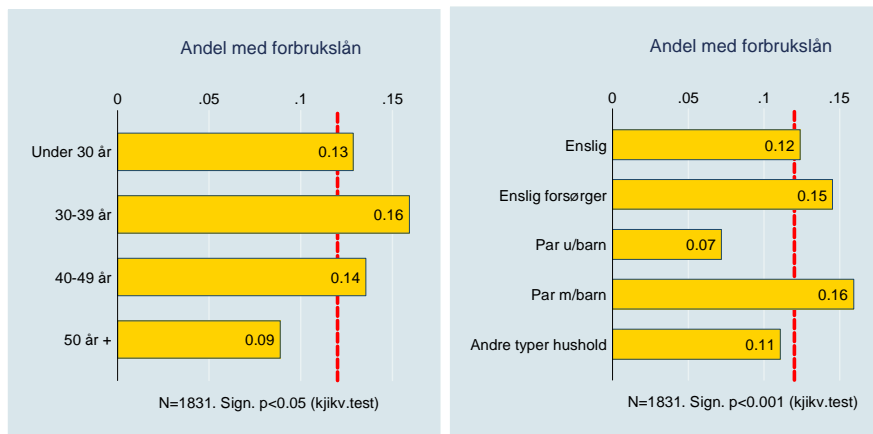 Andel med forbrukslån
0 .05 .1 .15
Under 30 år 0.13
30-39 år 0.16
40-49 år 0.14
50 år + 0.09
N=1831. Sign. p<0.05 (kjikv.test)
Andel med forbrukslån
0 .05 .1 .15
Enslig 0.12
Enslig forsørger 0.15
Par u/barn 0.07
Par m/barn 0.16
Andre typer hushold 0.11
N=1831. Sign. p<0.001 (kjikv.test)